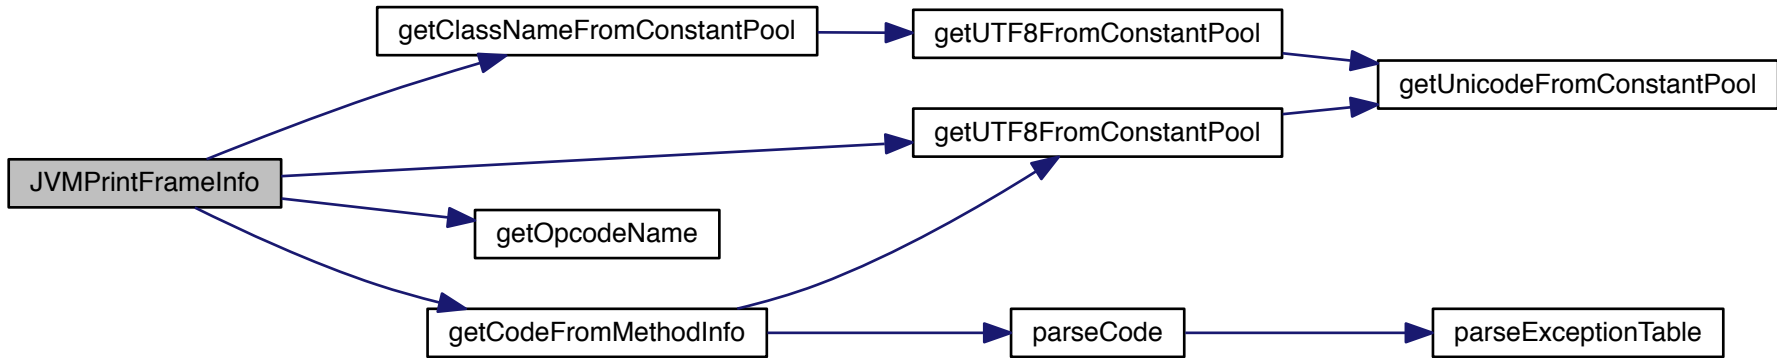 getClassNameFromConstantPool
getUTF8FromConstantPool
getUnicodeFromConstantPool
getUTF8FromConstantPool
JVMPrintFrameInfo
getOpcodeName
getCodeFromMethodInfo
parseCode
parseExceptionTable